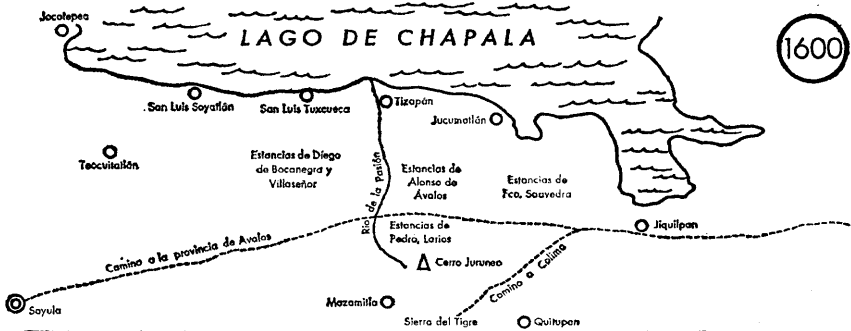 Jocotepec
LAGO DE CHAPALA
1600
San Luis Soyatlán
San Luis Tuxcueca
Tizapán
Jucumatlán
Teocuitatlán
Estancias de Diego
de Bocanegra y
Villaseñor
Río de la Pasión
Estancias de
Alonso de
Ávalos
Estancias de
Fco. Saavedra
Estancias de
Pedro Larios
Jiquilpan
Camino a la provincia de Avalos
Cerro Juruneo
Camino a Colima
Sayula
Mazamitla
Sierra del Tigre
Quitupan